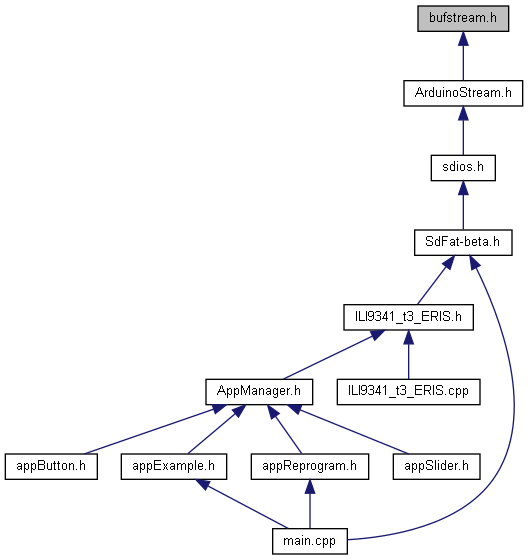 bufstream.h
ArduinoStream.h
sdios.h
SdFat-beta.h
ILI9341_t3_ERIS.h
AppManager.h
ILI9341_t3_ERIS.cpp
appButton.h
appExample.h
appReprogram.h
appSlider.h
main.cpp